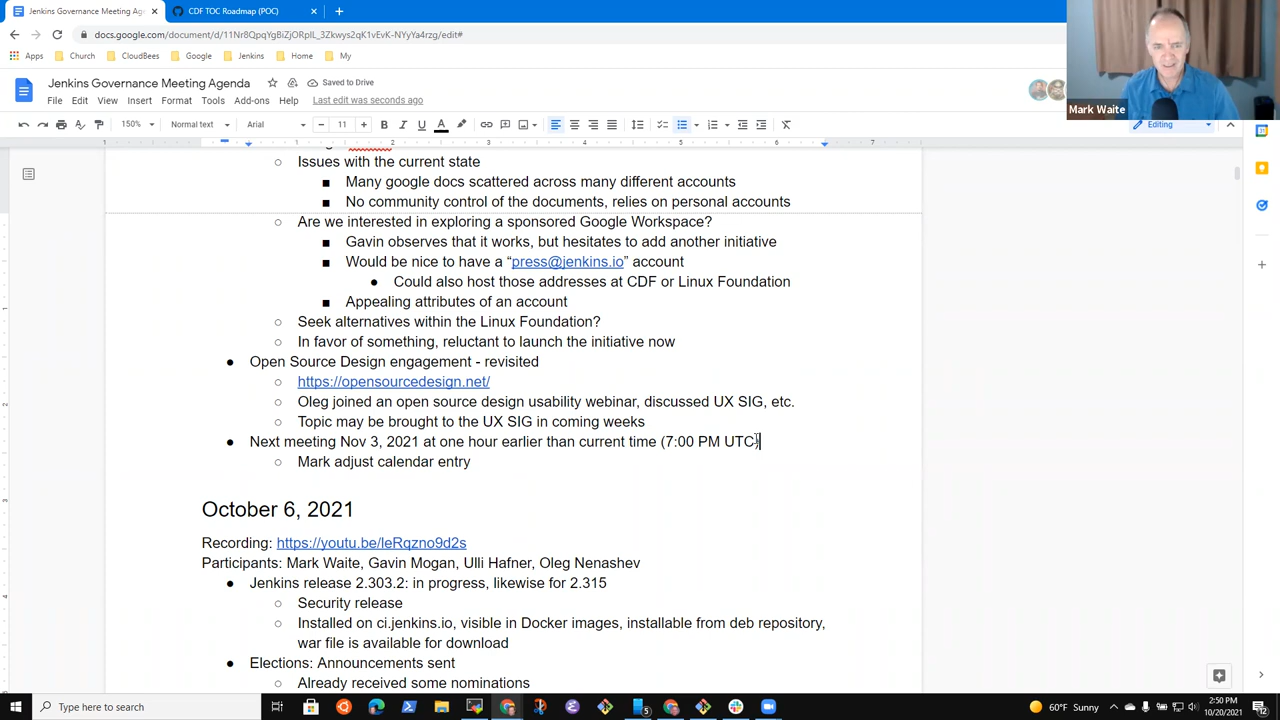 Jenkins Governance Meeting Ag
CDF TOC Roadmap (POC)
docs.google.com/document/d/11Nr8QpqYgBiZjORpIL_3Zkwys2qK1vEvK-NYyYa4rzg/edit#
Apps Church CloudBees Google Jenkins Home My
Mark Waite
Jenkins Governance Meeting Agenda
Saved to Drive
File Edit View Insert Format Tools Add-ons Help Last edit was seconds ago
150% Normal text Arial 11 Editing
1 1 2 3 4 5 6 7
○ Issues with the current state
■ Many google docs scattered across many different accounts
■ No community control of the documents, relies on personal accounts
○ Are we interested in exploring a sponsored Google Workspace?
■ Gavin observes that it works, but hesitates to add another initiative
■ Would be nice to have a “press@jenkins.io” account
● Could also host those addresses at CDF or Linux Foundation
■ Appealing attributes of an account
○ Seek alternatives within the Linux Foundation?
○ In favor of something, reluctant to launch the initiative now
● Open Source Design engagement - revisited
○ https://opensourcedesign.net/
○ Oleg joined an open source design usability webinar, discussed UX SIG, etc.
○ Topic may be brought to the UX SIG in coming weeks
● Next meeting Nov 3, 2021 at one hour earlier than current time (7:00 PM UTC)
○ Mark adjust calendar entry
October 6, 2021
Recording: https://youtu.be/IeRqzno9d2s
Participants: Mark Waite, Gavin Mogan, Ulli Hafner, Oleg Nenashev
● Jenkins release 2.303.2: in progress, likewise for 2.315
○ Security release
○ Installed on ci.jenkins.io, visible in Docker images, installable from deb repository,
war file is available for download
● Elections: Announcements sent
○ Already received some nominations
Type here to search
5
60°F Sunny
2:50 PM
10/20/2021
12